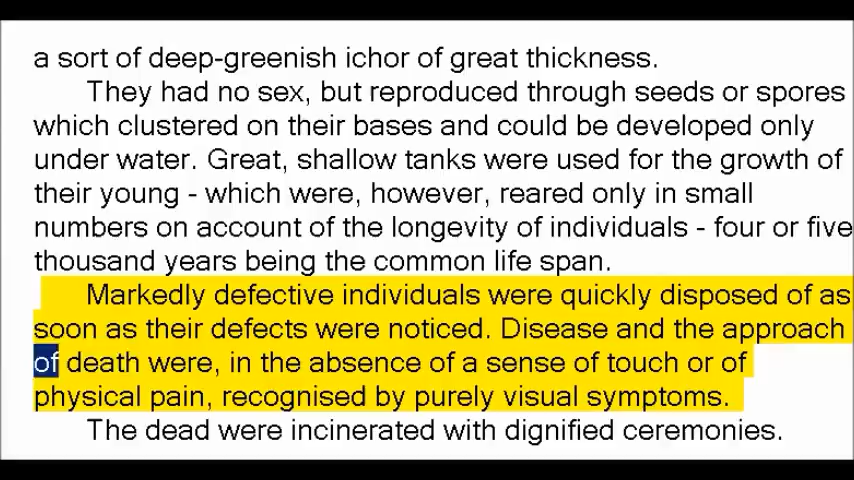 a sort of deep-greenish ichor of great thickness.
They had no sex, but reproduced through seeds or spores
which clustered on their bases and could be developed only
under water. Great, shallow tanks were used for the growth of
their young - which were, however, reared only in small
numbers on account of the longevity of individuals - four or five
thousand years being the common life span.
Markedly defective individuals were quickly disposed of as
soon as their defects were noticed. Disease and the approach
of death were, in the absence of a sense of touch or of
physical pain, recognised by purely visual symptoms.
The dead were incinerated with dignified ceremonies.